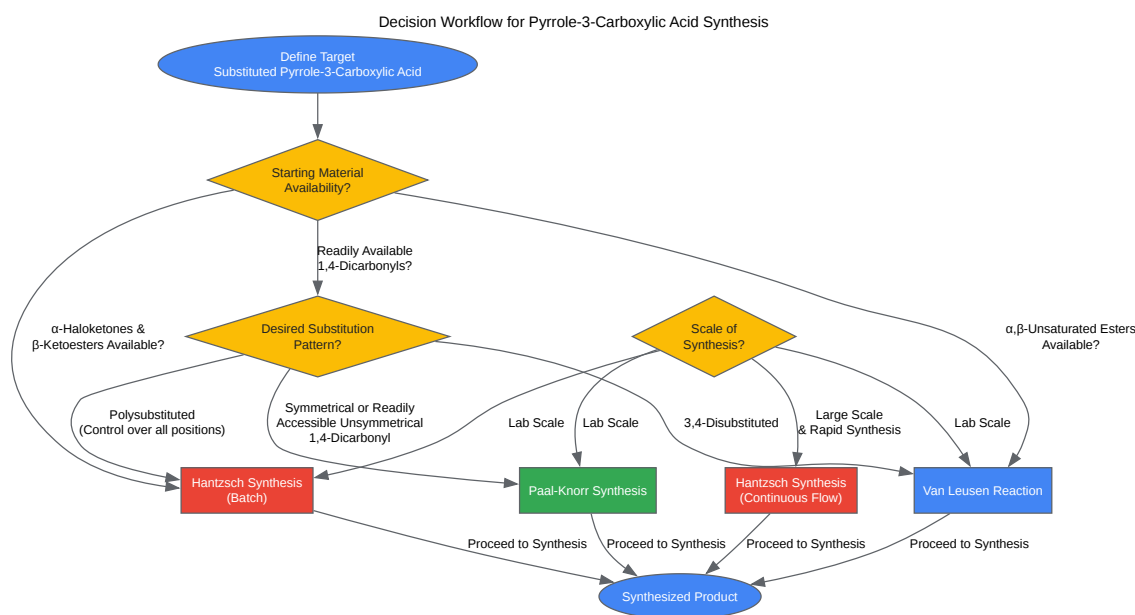 Decision Workflow for Pyrrole-3-Carboxylic Acid Synthesis
Define Target
Substituted Pyrrole-3-Carboxylic Acid
Starting Material
Availability?
Readily Available
1,4-Dicarbonyls?
α-Haloketones &
β-Ketoesters Available?
Desired Substitution
Pattern?
Scale of
Synthesis?
α,β-Unsaturated Esters
Available?
Polysubstituted
(Control over all positions)
Symmetrical or Readily
Accessible Unsymmetrical
1,4-Dicarbonyl
Lab Scale
Lab Scale
3,4-Disubstituted
Large Scale
& Rapid Synthesis
Lab Scale
Hantzsch Synthesis
(Batch)
Paal-Knorr Synthesis
Hantzsch Synthesis
(Continuous Flow)
Van Leusen Reaction
Proceed to Synthesis
Proceed to Synthesis
Proceed to Synthesis
Proceed to Synthesis
Synthesized Product